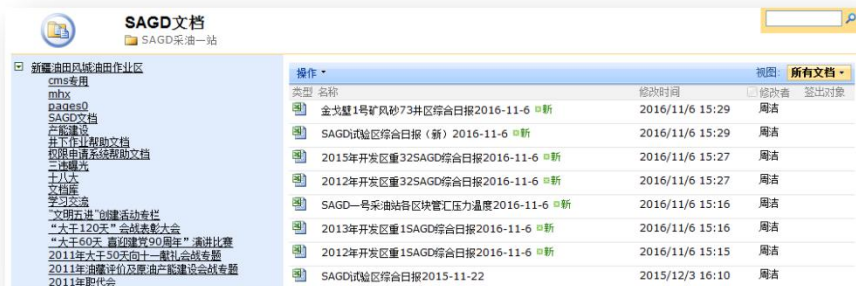 SAGD文档
SAGD采油一站
新疆油田风城油田作业区
cms专用
mhx
pages0
SAGD文档
产能建设
井下作业帮助文档
权限申请系统帮助文档
三违曝光
十八大
文档库
学习交流
"文明五进"创建活动专栏
“大干120天”会战表彰大会
“大干60天 喜迎建党90周年”演讲比赛
2011年大干50天向十一献礼会战专题
2011年油藏评价及原油产能建设会战专题
2011年职代会
操作
视图: 所有文档
类型 名称 修改时间 修改者 签出对象
金戈壁1号矿风砂73井区综合日报2016-11-6 新 2016/11/6 15:29 周洁
SAGD试验区综合日报（新）2016-11-6 新 2016/11/6 15:29 周洁
2015年开发区重32SAGD综合日报2016-11-6 新 2016/11/6 15:27 周洁
2012年开发区重32SAGD综合日报2016-11-6 新 2016/11/6 15:27 周洁
SAGD一号采油站各区块管汇压力温度2016-11-6 新 2016/11/6 15:16 周洁
2013年开发区重1SAGD综合日报2016-11-6 新 2016/11/6 15:16 周洁
2012年开发区重1SAGD综合日报2016-11-6 新 2016/11/6 15:15 周洁
SAGD试验区综合日报2015-11-22 2015/12/3 16:10 周洁